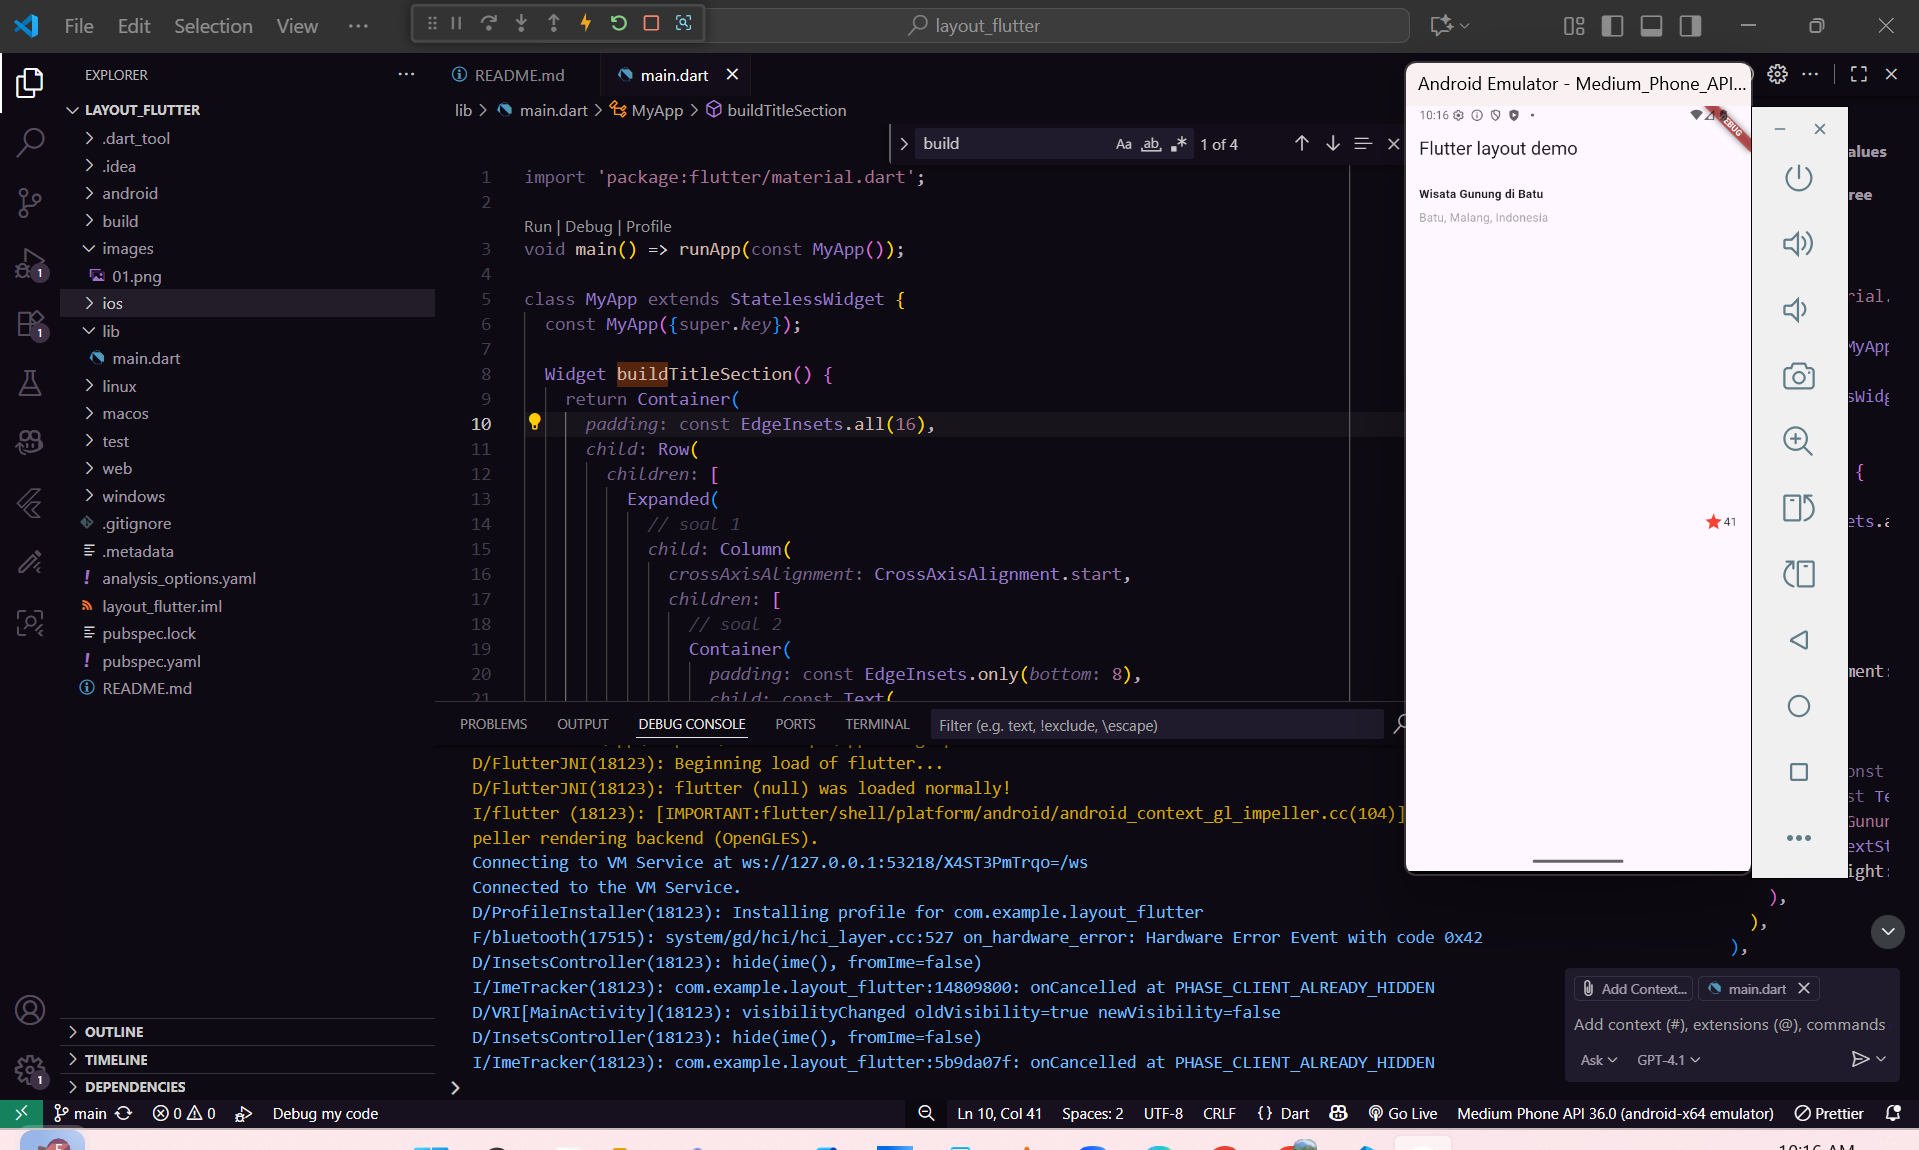 File Edit Selection View ···
layout_flutter
EXPLORER
LAYOUT_FLUTTER
.dart_tool
.idea
android
build
images
01.png
ios
lib
main.dart
linux
macos
test
web
windows
.gitignore
.metadata
analysis_options.yaml
layout_flutter.iml
pubspec.lock
pubspec.yaml
README.md
OUTLINE
TIMELINE
DEPENDENCIES
README.md
main.dart
lib > main.dart > MyApp > buildTitleSection
build
Aa ab 1 of 4
1 import 'package:flutter/material.dart';
2
Run | Debug | Profile
3 void main() => runApp(const MyApp());
4
5 class MyApp extends StatelessWidget {
6 const MyApp({super.key});
7
8 Widget buildTitleSection() {
9 return Container(
10 padding: const EdgeInsets.all(16),
11 child: Row(
12 children: [
13 Expanded(
14 // soal 1
15 child: Column(
16 crossAxisAlignment: CrossAxisAlignment.start,
17 children: [
18 // soal 2
19 Container(
20 padding: const EdgeInsets.only(bottom: 8),
21 child: const Text(
PROBLEMS OUTPUT DEBUG CONSOLE PORTS TERMINAL
Filter (e.g. text, !exclude, \escape)
D/FlutterJNI(18123): Beginning load of flutter...
D/FlutterJNI(18123): flutter (null) was loaded normally!
I/flutter (18123): [IMPORTANT:flutter/shell/platform/android/android_context_gl_impeller.cc(104)]
peller rendering backend (OpenGLES).
Connecting to VM Service at ws://127.0.0.1:53218/X4ST3PmTrqo=/ws
Connected to the VM Service.
D/ProfileInstaller(18123): Installing profile for com.example.layout_flutter
F/bluetooth(17515): system/gd/hci/hci_layer.cc:527 on_hardware_error: Hardware Error Event with code 0x42
D/InsetsController(18123): hide(ime(), fromIme=false)
I/ImeTracker(18123): com.example.layout_flutter:14809800: onCancelled at PHASE_CLIENT_ALREADY_HIDDEN
D/VRI[MainActivity](18123): visibilityChanged oldVisibility=true newVisibility=false
D/InsetsController(18123): hide(ime(), fromIme=false)
I/ImeTracker(18123): com.example.layout_flutter:5b9da07f: onCancelled at PHASE_CLIENT_ALREADY_HIDDEN
Android Emulator - Medium_Phone_API...
10:16
Flutter layout demo
Wisata Gunung di Batu
Batu, Malang, Indonesia
41
alues
ree
rial.
MyApp
sWidg
{
ets.a
ment:
onst
st Te
Gunun
extSt
ight:
),
),
),
Add Context...
main.dart
Add context (#), extensions (@), commands
Ask GPT-4.1
main
0 0
Debug my code
Ln 10, Col 41 Spaces: 2 UTF-8 CRLF {} Dart Go Live Medium Phone API 36.0 (android-x64 emulator) Prettier